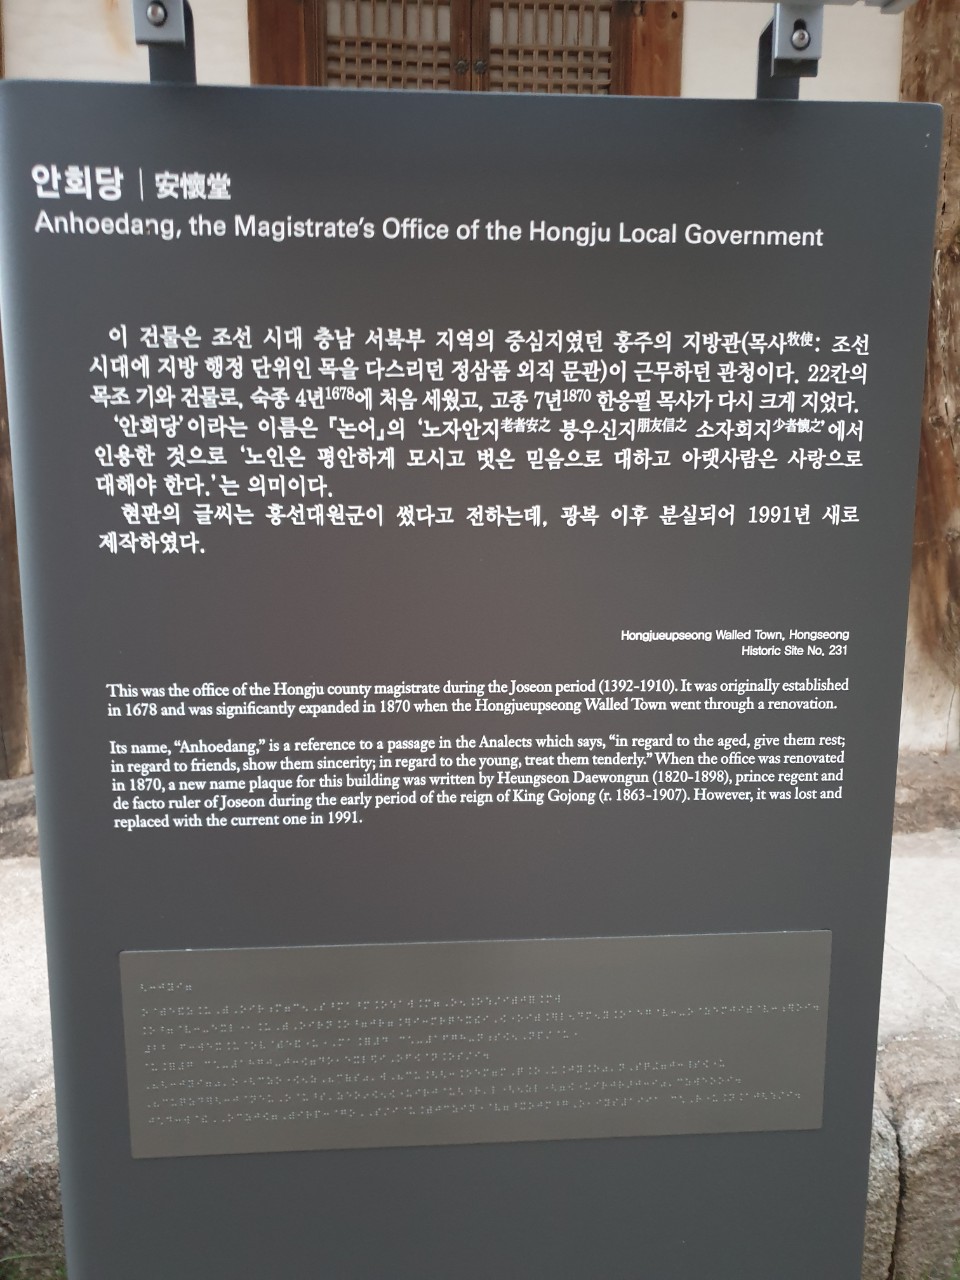 안회당 | 安懷堂
Anhoedang, the Magistrate's Office of the Hongju Local Government
이 건물은 조선 시대 충남 서북부 지역의 중심지였던 홍주의 지방관(목사牧使: 조선
시대에 지방 행정 단위인 목을 다스리던 정삼품 외직 문관)이 근무하던 관청이다. 22칸의
목조 기와 건물로, 숙종 4년1678에 처음 세웠고, 고종 7년1870 한응필 목사가 다시 크게 지었다.
'안회당'이라는 이름은 『논어』의 '노자안지老者安之 붕우신지朋友信之 소자회지少者懷之'에서
인용한 것으로 '노인은 평안하게 모시고 벗은 믿음으로 대하고 아랫사람은 사랑으로
대해야 한다.'는 의미이다.
현판의 글씨는 흥선대원군이 썼다고 전하는데, 광복 이후 분실되어 1991년 새로
제작하였다.
Hongjueupseong Walled Town, Hongseong
Historic Site No. 231
This was the office of the Hongju county magistrate during the Joseon period (1392-1910). It was originally established
in 1678 and was significantly expanded in 1870 when the Hongjueupseong Walled Town went through a renovation.
Its name, “Anhoedang,” is a reference to a passage in the Analects which says, “in regard to the aged, give them rest;
in regard to friends, show them sincerity; in regard to the young, treat them tenderly.” When the office was renovated
in 1870, a new name plaque for this building was written by Heungseon Daewongun (1820-1898), prince regent and
de facto ruler of Joseon during the early period of the reign of King Gojong (r. 1863-1907). However, it was lost and
replaced with the current one in 1991.